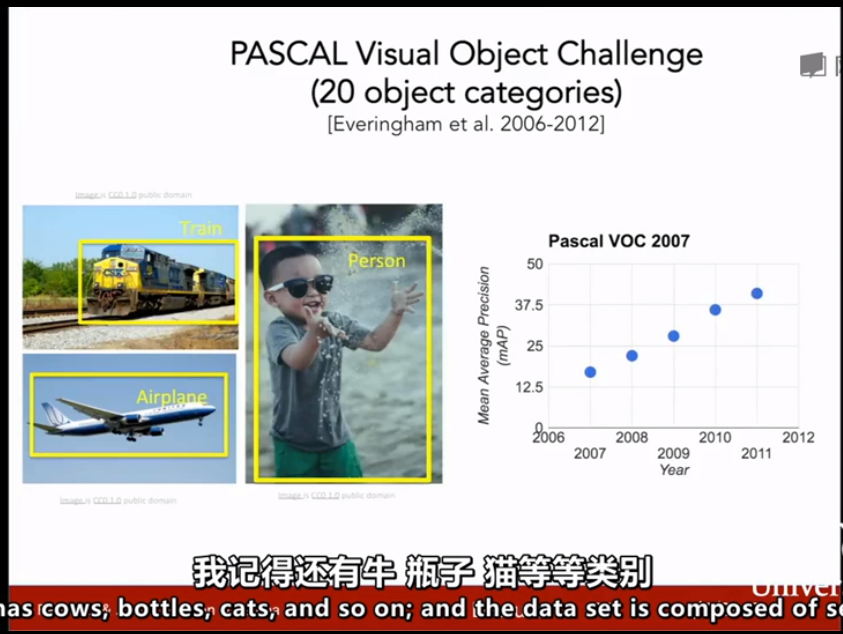 PASCAL Visual Object Challenge
(20 object categories)
[Everingham et al. 2006-2012]
Image is CC0 1.0 public domain
Train
Person
Airplane
CSX
Image is CC0 1.0 public domain
Image is CC0 1.0 public domain
Pascal VOC 2007
Mean Average Precision
(mAP)
50
37.5
25
12.5
0
2006
2008
2010
2012
2007
2009
2011
Year
我记得还有牛 瓶子 猫等等类别
has cows, bottles, cats, and so on; and the data set is composed of